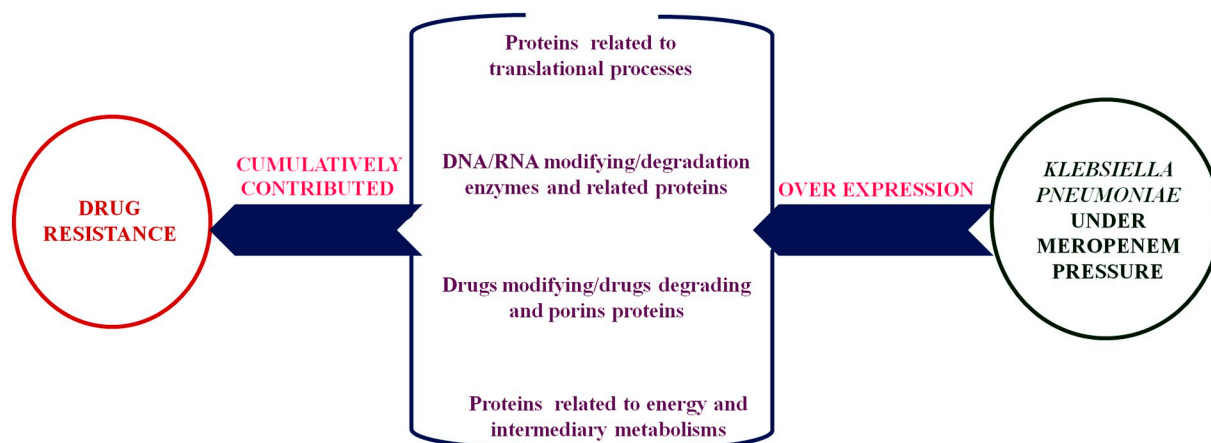 Proteins related to
translational processes
DNA/RNA modifying/degradation
enzymes and related proteins
Drugs modifying/drugs degrading
and porins proteins
Proteins related to energy and
intermediary metabolisms
CUMULATIVELY
CONTRIBUTED
OVER EXPRESSION
DRUG
RESISTANCE
KLEBSIELLA
PNEUMONIAE
UNDER
MEROPENEM
PRESSURE